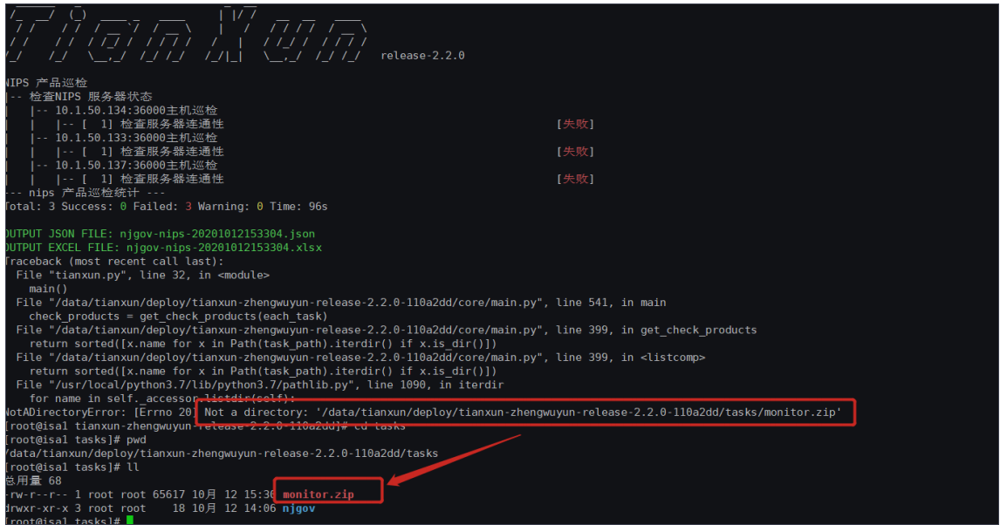 release-2.2.0
NIPS 产品巡检
|-- 检查NIPS 服务器状态
| |-- 10.1.50.134:36000主机巡检
| | |-- [ 1] 检查服务器连通性 [失败]
| |-- 10.1.50.133:36000主机巡检
| | |-- [ 1] 检查服务器连通性 [失败]
| |-- 10.1.50.137:36000主机巡检
| | |-- [ 1] 检查服务器连通性 [失败]
--- nips 产品巡检统计 ---
Total: 3 Success: 0 Failed: 3 Warning: 0 Time: 96s
OUTPUT JSON FILE: njgov-nips-20201012153304.json
OUTPUT EXCEL FILE: njgov-nips-20201012153304.xlsx
Traceback (most recent call last):
File "tianxun.py", line 32, in <module>
main()
File "/data/tianxun/deploy/tianxun-zhengwuyun-release-2.2.0-110a2dd/core/main.py", line 541, in main
check_products = get_check_products(each_task)
File "/data/tianxun/deploy/tianxun-zhengwuyun-release-2.2.0-110a2dd/core/main.py", line 399, in get_check_products
return sorted([x.name for x in Path(task_path).iterdir() if x.is_dir()])
File "/data/tianxun/deploy/tianxun-zhengwuyun-release-2.2.0-110a2dd/core/main.py", line 399, in <listcomp>
return sorted([x.name for x in Path(task_path).iterdir() if x.is_dir()])
File "/usr/local/python3.7/lib/python3.7/pathlib.py", line 1090, in iterdir
for name in self._accessor.listdir(self):
NotADirectoryError: [Errno 20] Not a directory: '/data/tianxun/deploy/tianxun-zhengwuyun-release-2.2.0-110a2dd/tasks/monitor.zip'
[root@isa1 tianxun-zhengwuyun-release-2.2.0-110a2dd]# cd tasks
[root@isa1 tasks]# pwd
/data/tianxun/deploy/tianxun-zhengwuyun-release-2.2.0-110a2dd/tasks
[root@isa1 tasks]# ll
总用量 68
-rw-r--r-- 1 root root 65617 10月 12 15:30 monitor.zip
drwxr-xr-x 3 root root 18 10月 12 14:06 njgov
[root@isa1 tasks]#